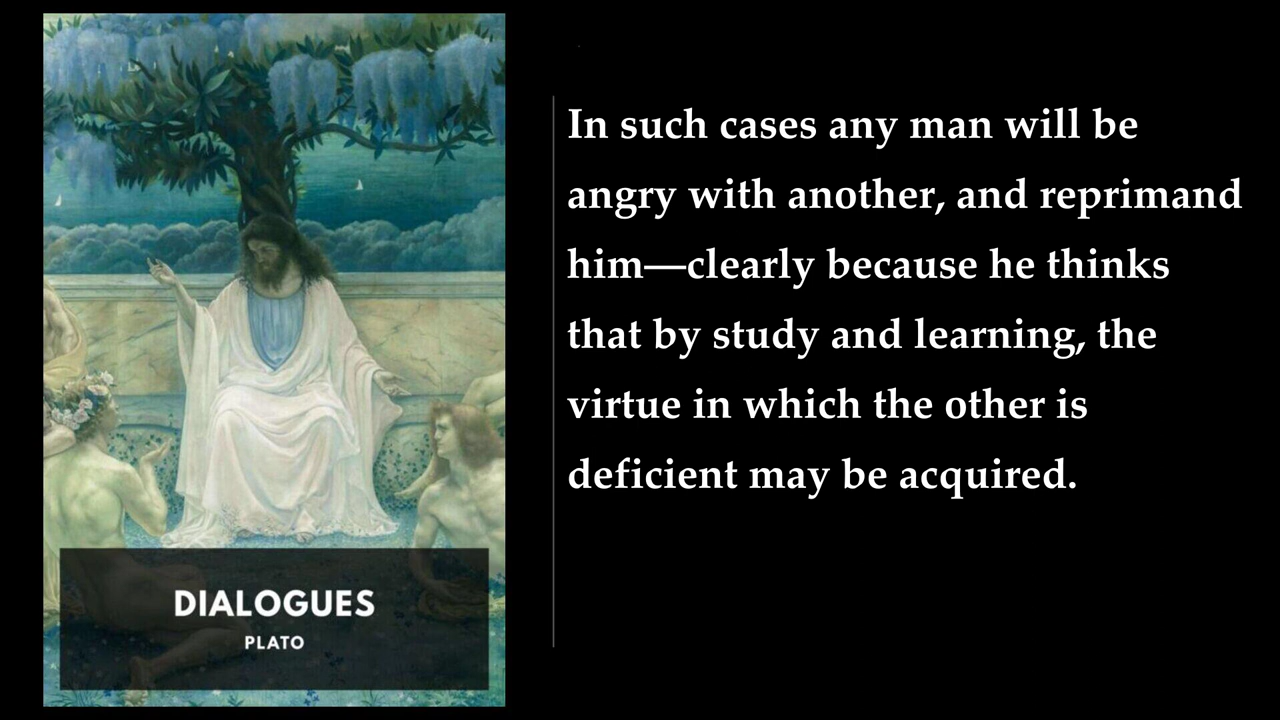 DIALOGUES
PLATO
In such cases any man will be
angry with another, and reprimand
him—clearly because he thinks
that by study and learning, the
virtue in which the other is
deficient may be acquired.